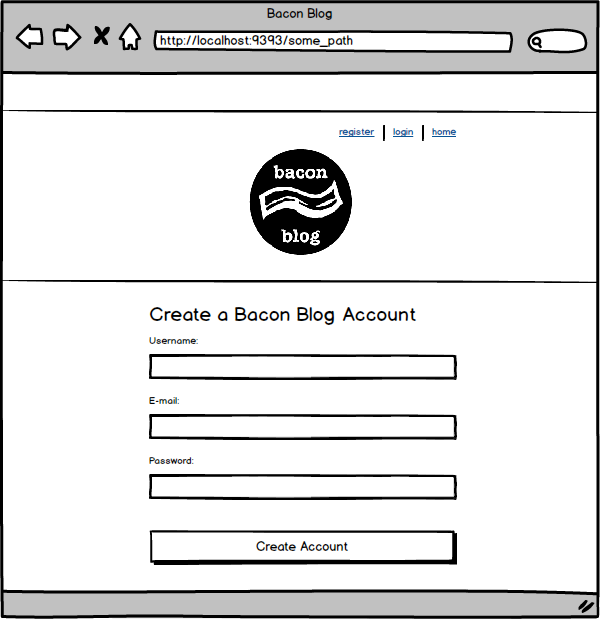 Bacon Blog
http://localhost:9393/some_path
register login home
bacon
blog
Create a Bacon Blog Account
Username:
E-mail:
Password:
Create Account